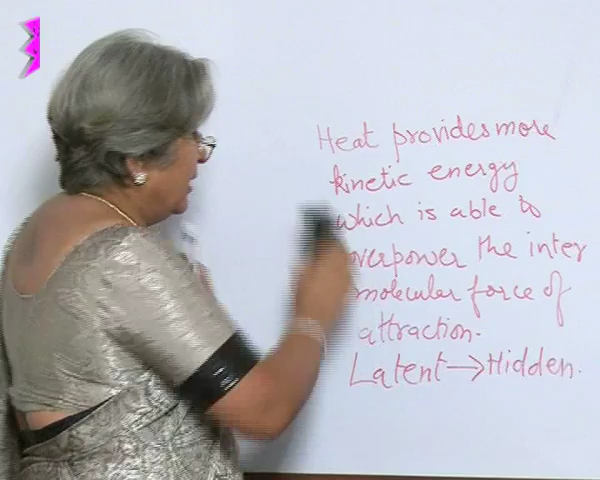 Heat provides more
kinetic energy
which is able to
overpower the inter
molecular force of
attraction.
Latent → Hidden.